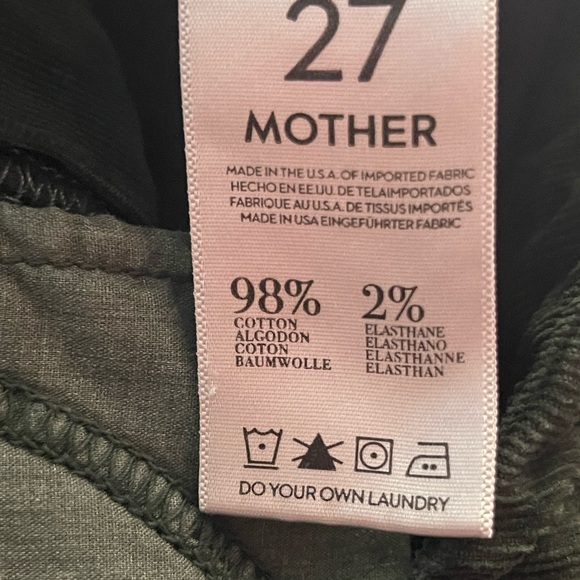 27
MOTHER
MADE IN THE U.S.A. OF IMPORTED FABRIC
HECHO EN EE.UU. DE TELAIMPORTADOS
FABRIQUE AU U.S.A. DE TISSUS IMPORTÉS
MADE IN USA EINGEFÜHRTER FABRIC
98% 2%
COTTON ELASTHANE
ALGODON ELASTHANO
COTON ELASTHANNE
BAUMWOLLE ELASTHAN
DO YOUR OWN LAUNDRY